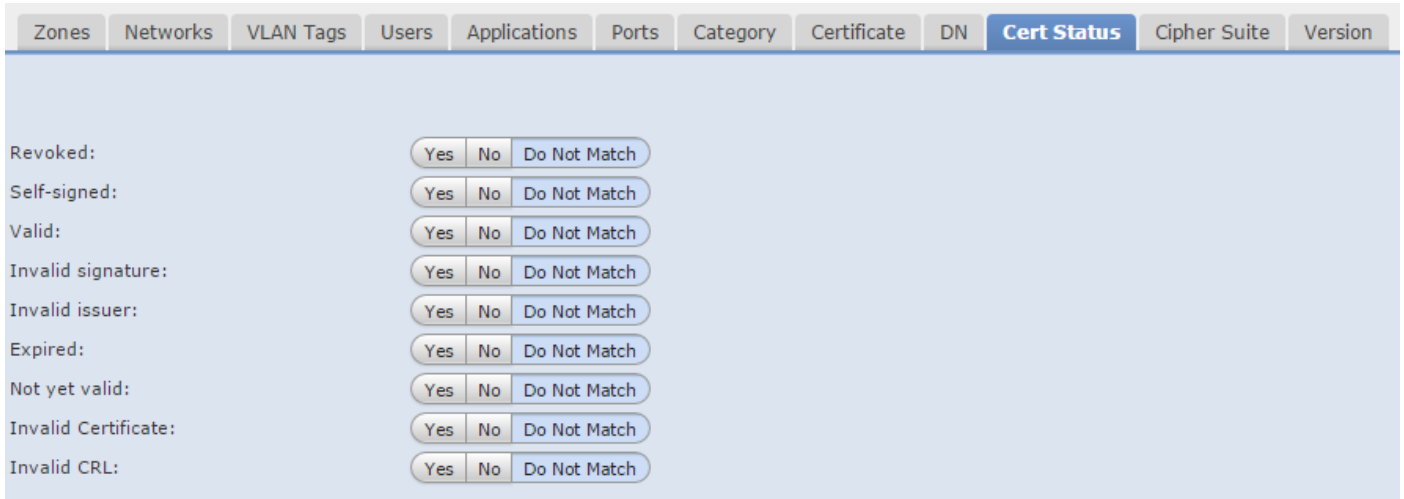 Zones Networks VLAN Tags Users Applications Ports Category Certificate DN Cert Status Cipher Suite Version
Revoked: Yes No Do Not Match
Self-signed: Yes No Do Not Match
Valid: Yes No Do Not Match
Invalid signature: Yes No Do Not Match
Invalid issuer: Yes No Do Not Match
Expired: Yes No Do Not Match
Not yet valid: Yes No Do Not Match
Invalid Certificate: Yes No Do Not Match
Invalid CRL: Yes No Do Not Match